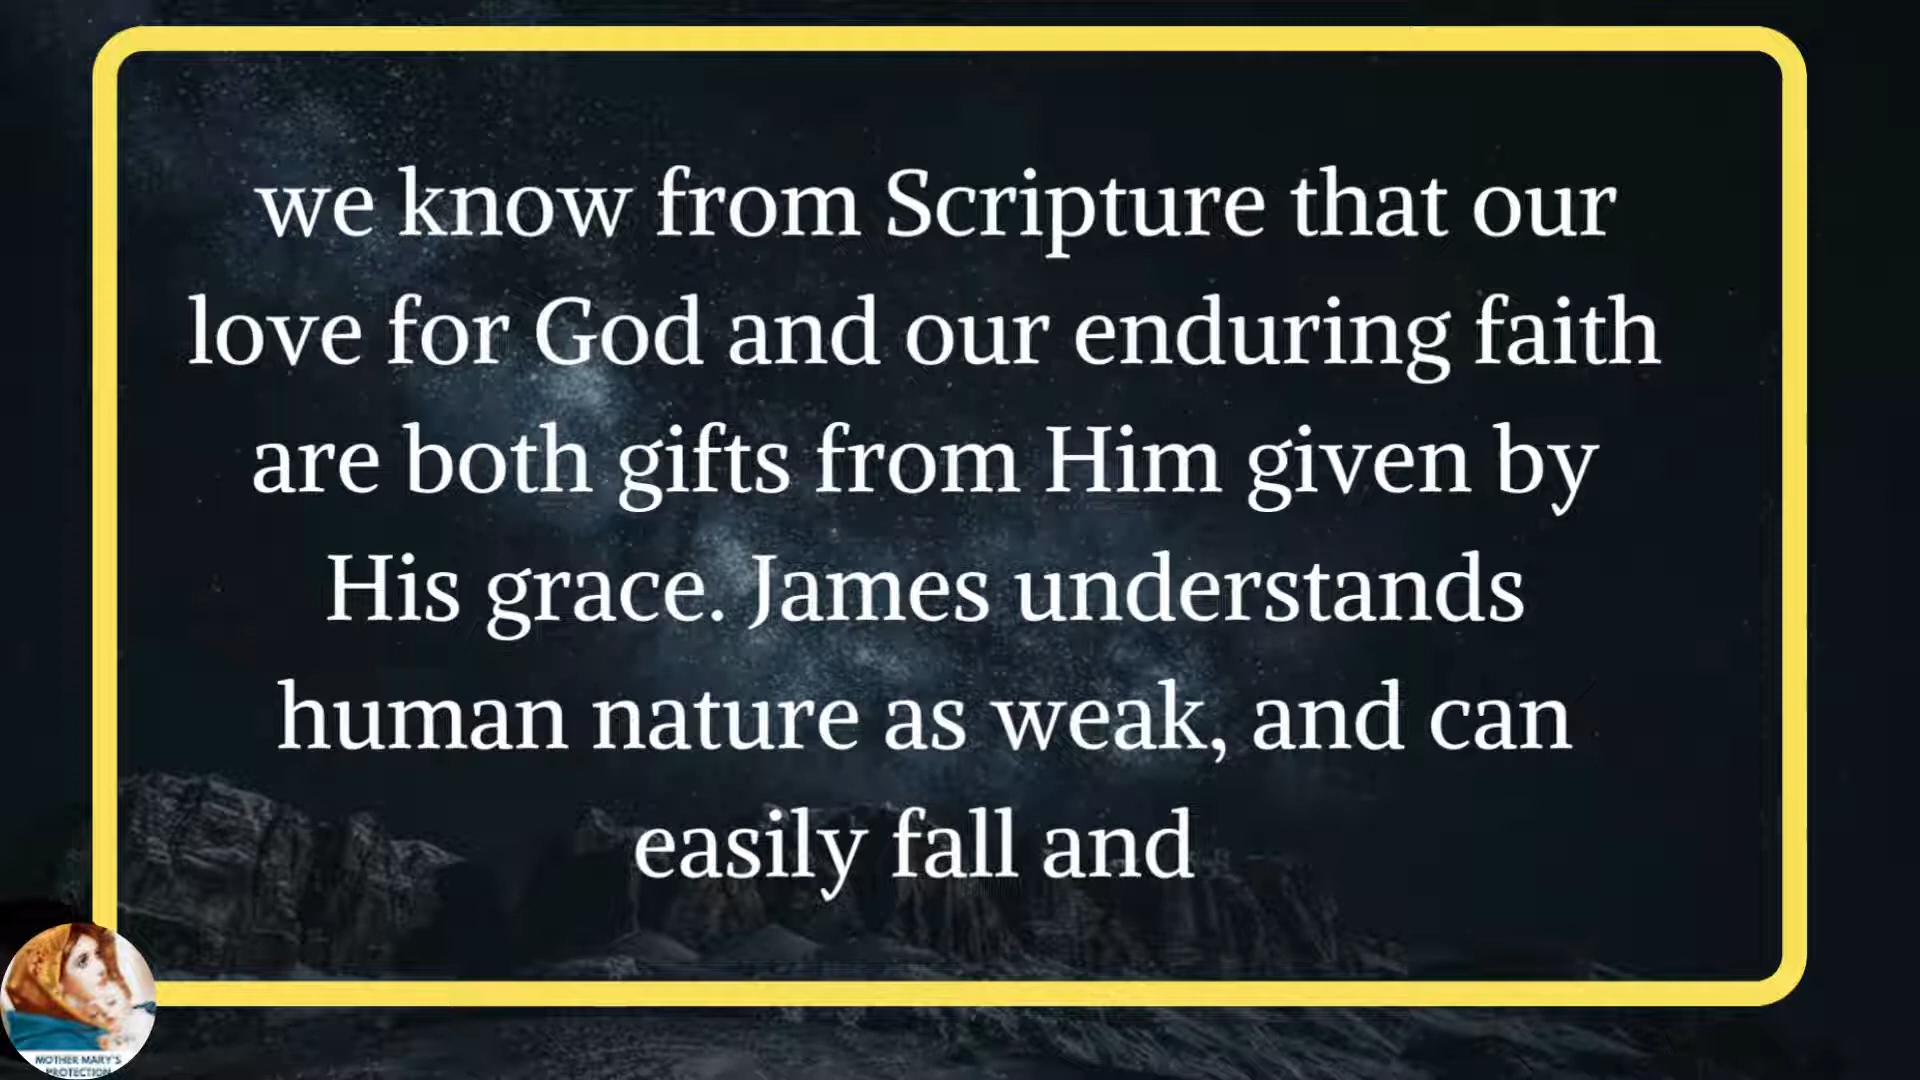 we know from Scripture that our
love for God and our enduring faith
are both gifts from Him given by
His grace. James understands
human nature as weak, and can
easily fall and
MOTHER MARY'S
PROTECTION